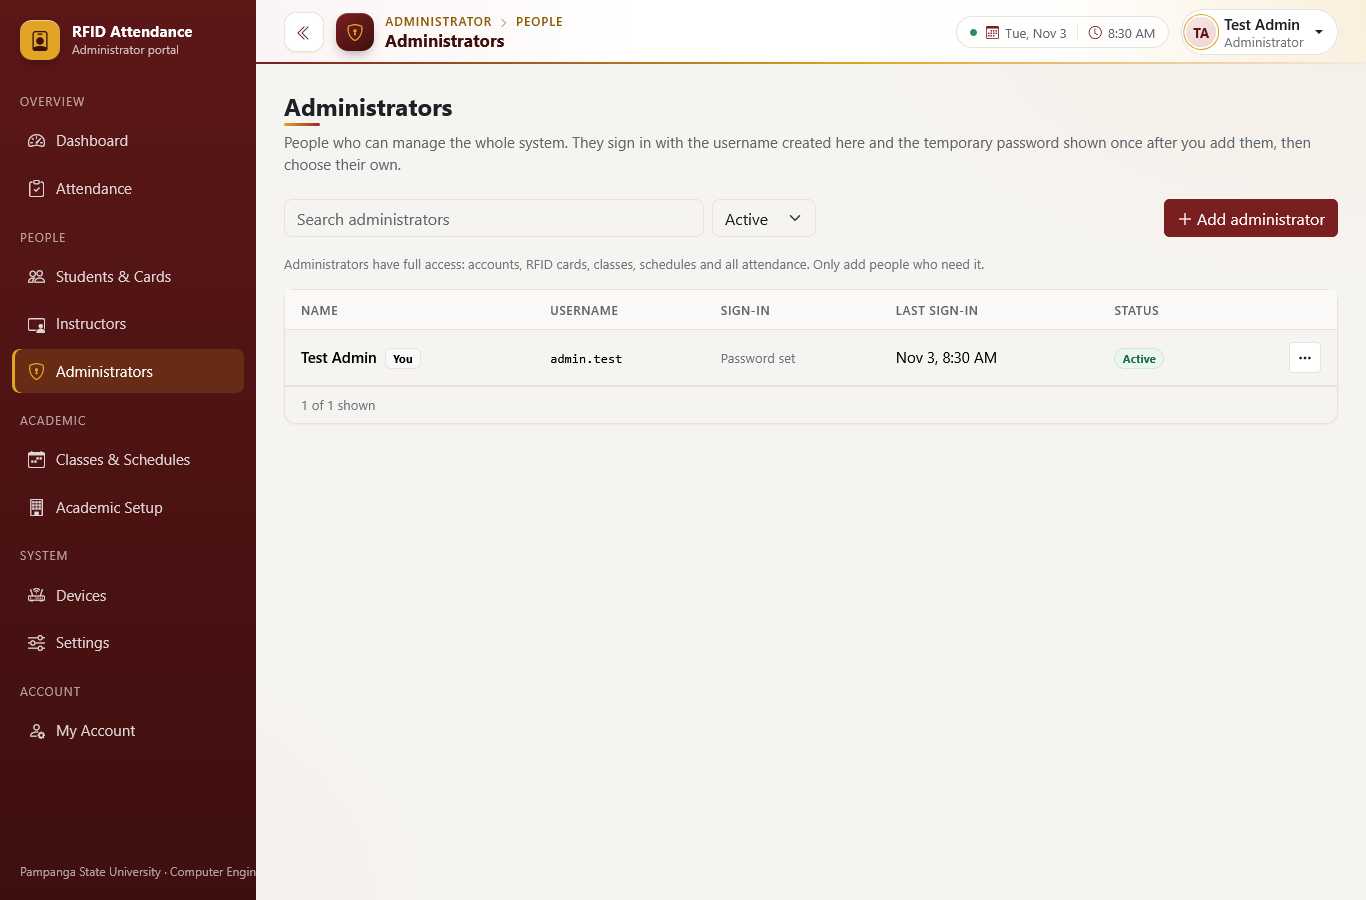 RFID Attendance
Administrator portal
OVERVIEW
Dashboard
Attendance
PEOPLE
Students & Cards
Instructors
Administrators
ACADEMIC
Classes & Schedules
Academic Setup
SYSTEM
Devices
Settings
ACCOUNT
My Account
Pampanga State University · Computer Engin
ADMINISTRATOR > PEOPLE
Administrators
Tue, Nov 3
8:30 AM
TA
Test Admin
Administrator
Administrators
People who can manage the whole system. They sign in with the username created here and the temporary password shown once after you add them, then
choose their own.
Search administrators
Active
+ Add administrator
Administrators have full access: accounts, RFID cards, classes, schedules and all attendance. Only add people who need it.
NAME USERNAME SIGN-IN LAST SIGN-IN STATUS
Test Admin You admin.test Password set Nov 3, 8:30 AM Active
1 of 1 shown